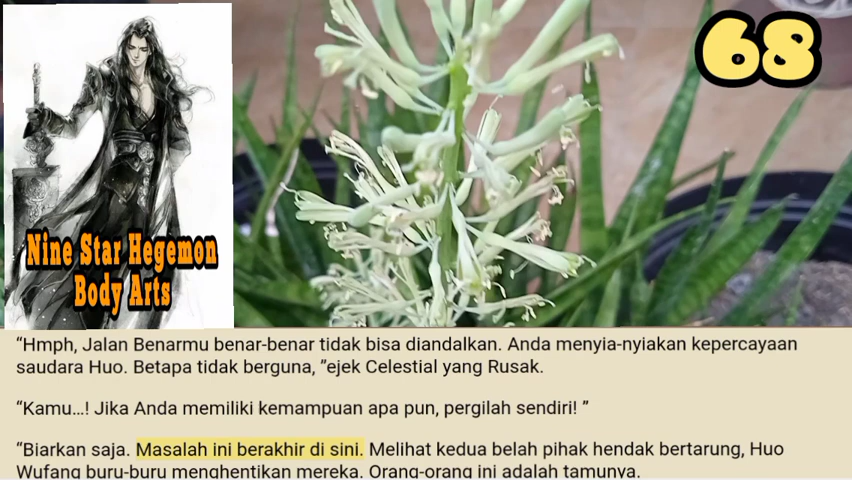 68
Nine Star Hegemon
Body Arts
“Hmph, Jalan Benarmu benar-benar tidak bisa diandalkan. Anda menyia-nyiakan kepercayaan
saudara Huo. Betapa tidak berguna, ”ejek Celestial yang Rusak.
“Kamu…! Jika Anda memiliki kemampuan apa pun, pergilah sendiri! ”
“Biarkan saja. Masalah ini berakhir di sini. Melihat kedua belah pihak hendak bertarung, Huo
Wufang buru-buru menghentikan mereka. Orang-orang ini adalah tamunya.